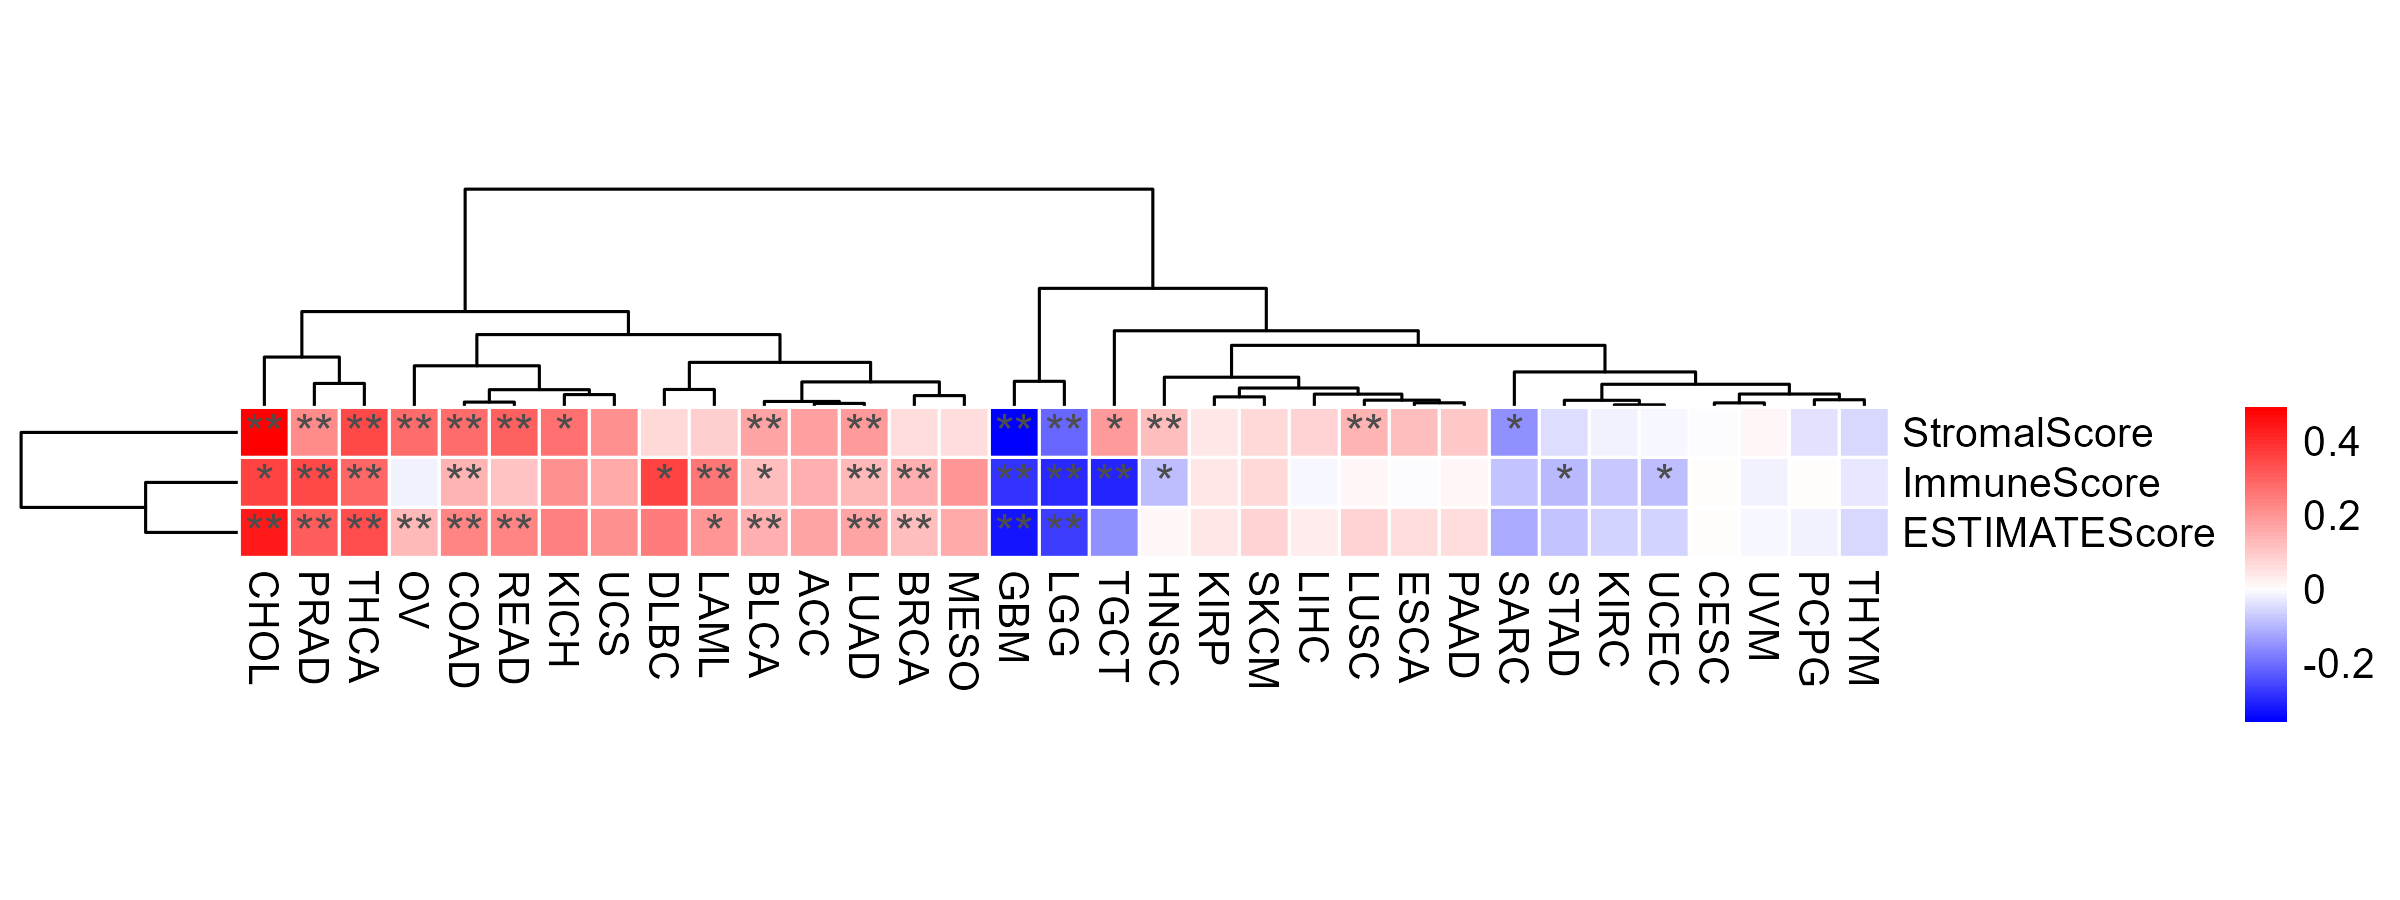 ** ** ** ** ** ** * ** ** ** ** * ** ** * StromalScore
* ** ** ** * ** * ** ** ** ** ** * * * ImmuneScore
** ** ** ** ** ** * ** ** ** ** ** ESTIMATEScore
CHOL PRAD THCA OV COAD READ KICH UCS DLBC LAML BLCA ACC LUAD BRCA MESO GBM LGG TGCT HNSC KIRP SKCM LIHC LUSC ESCA PAAD SARC STAD KIRC UCEC CESC UVM PCPG THYM
0.4
0.2
0
-0.2